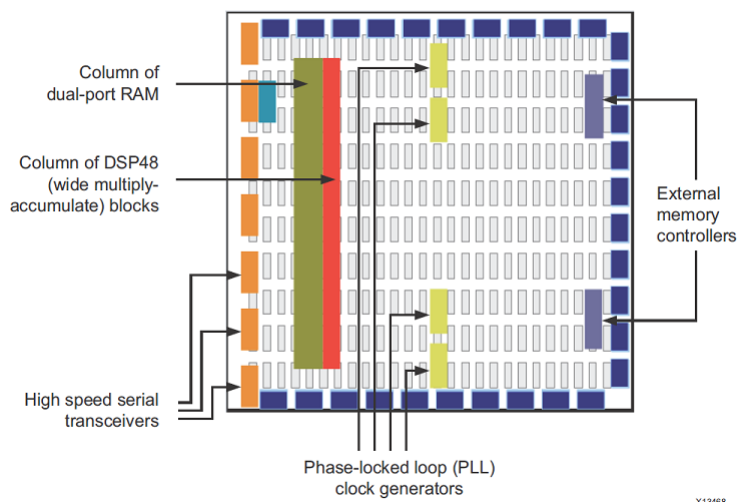 Column of
dual-port RAM
Column of DSP48
(wide multiply-
accumulate) blocks
External
memory
controllers
High speed serial
transceivers
Phase-locked loop (PLL)
clock generators
X13468